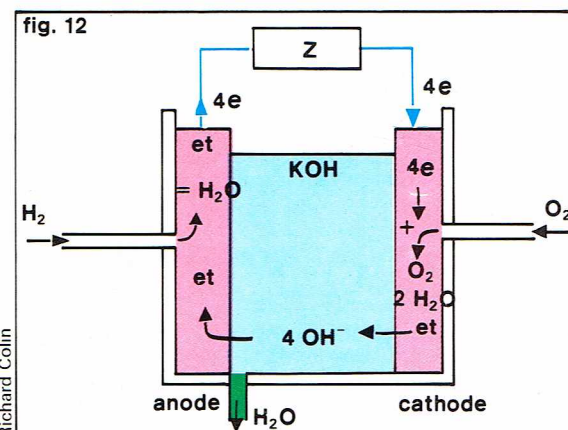 fig. 12
Z
4e
4e
et
KOH
4e
= H₂O
H₂
+
O₂
O₂
et
2 H₂O
4 OH⁻
et
anode
H₂O
cathode
Richard Colin